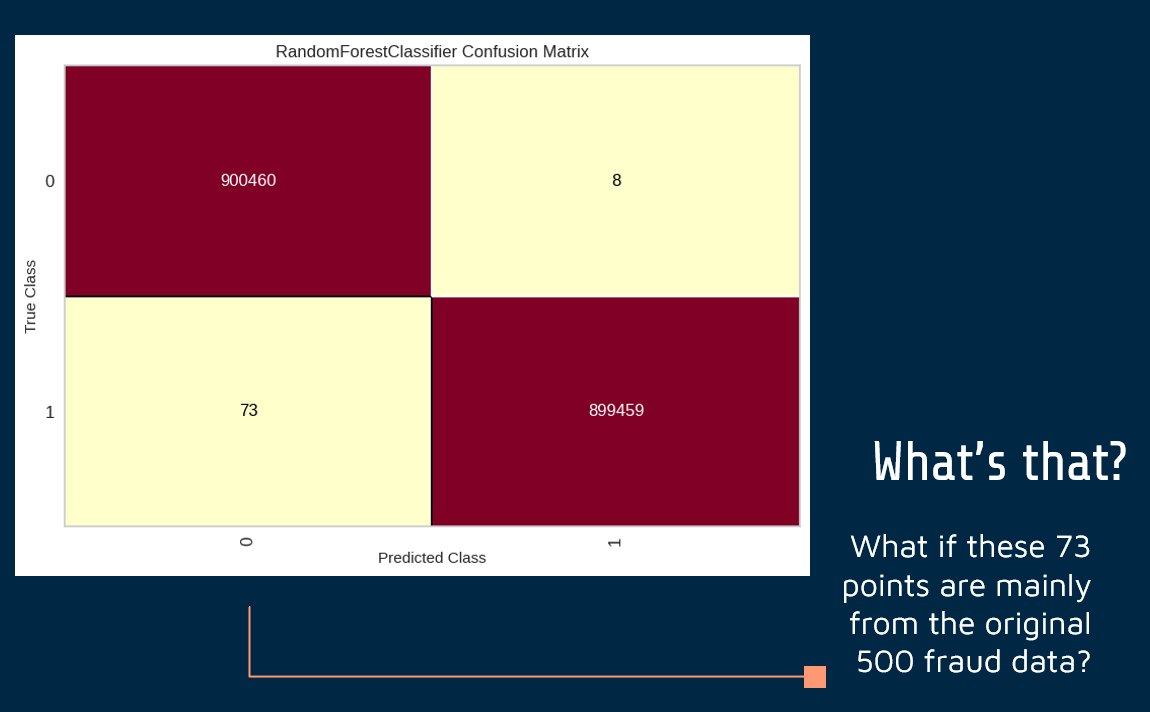 RandomForestClassifier Confusion Matrix
0
900460
8
True Class
1
73
899459
0
1
Predicted Class
What's that?
What if these 73
points are mainly
from the original
500 fraud data?